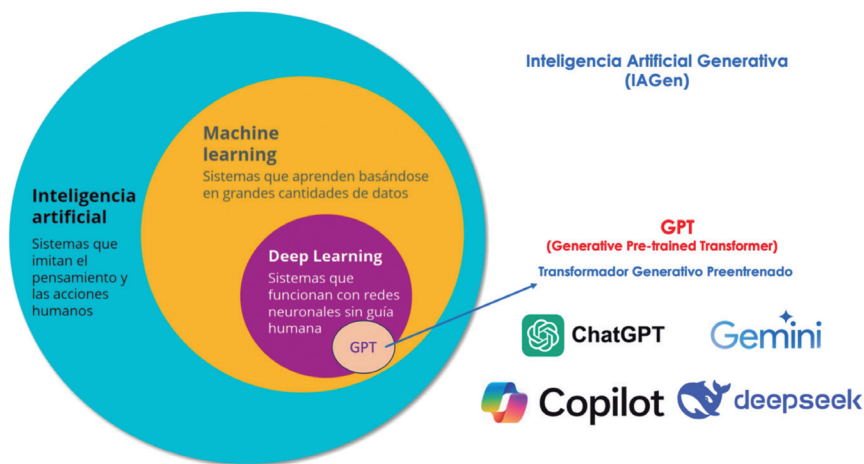 Inteligencia Artificial Generativa
(IAGen)
Machine
learning
Sistemas que aprenden basándose
en grandes cantidades de datos
Inteligencia
artificial
Sistemas que
imitan el
pensamiento y
las acciones
humanos
Deep Learning
Sistemas que
funcionan con redes
neuronales sin guía
humana
GPT
GPT
(Generative Pre-trained Transformer)
Transformador Generativo Preentrenado
ChatGPT
Gemini
Copilot
deepseek